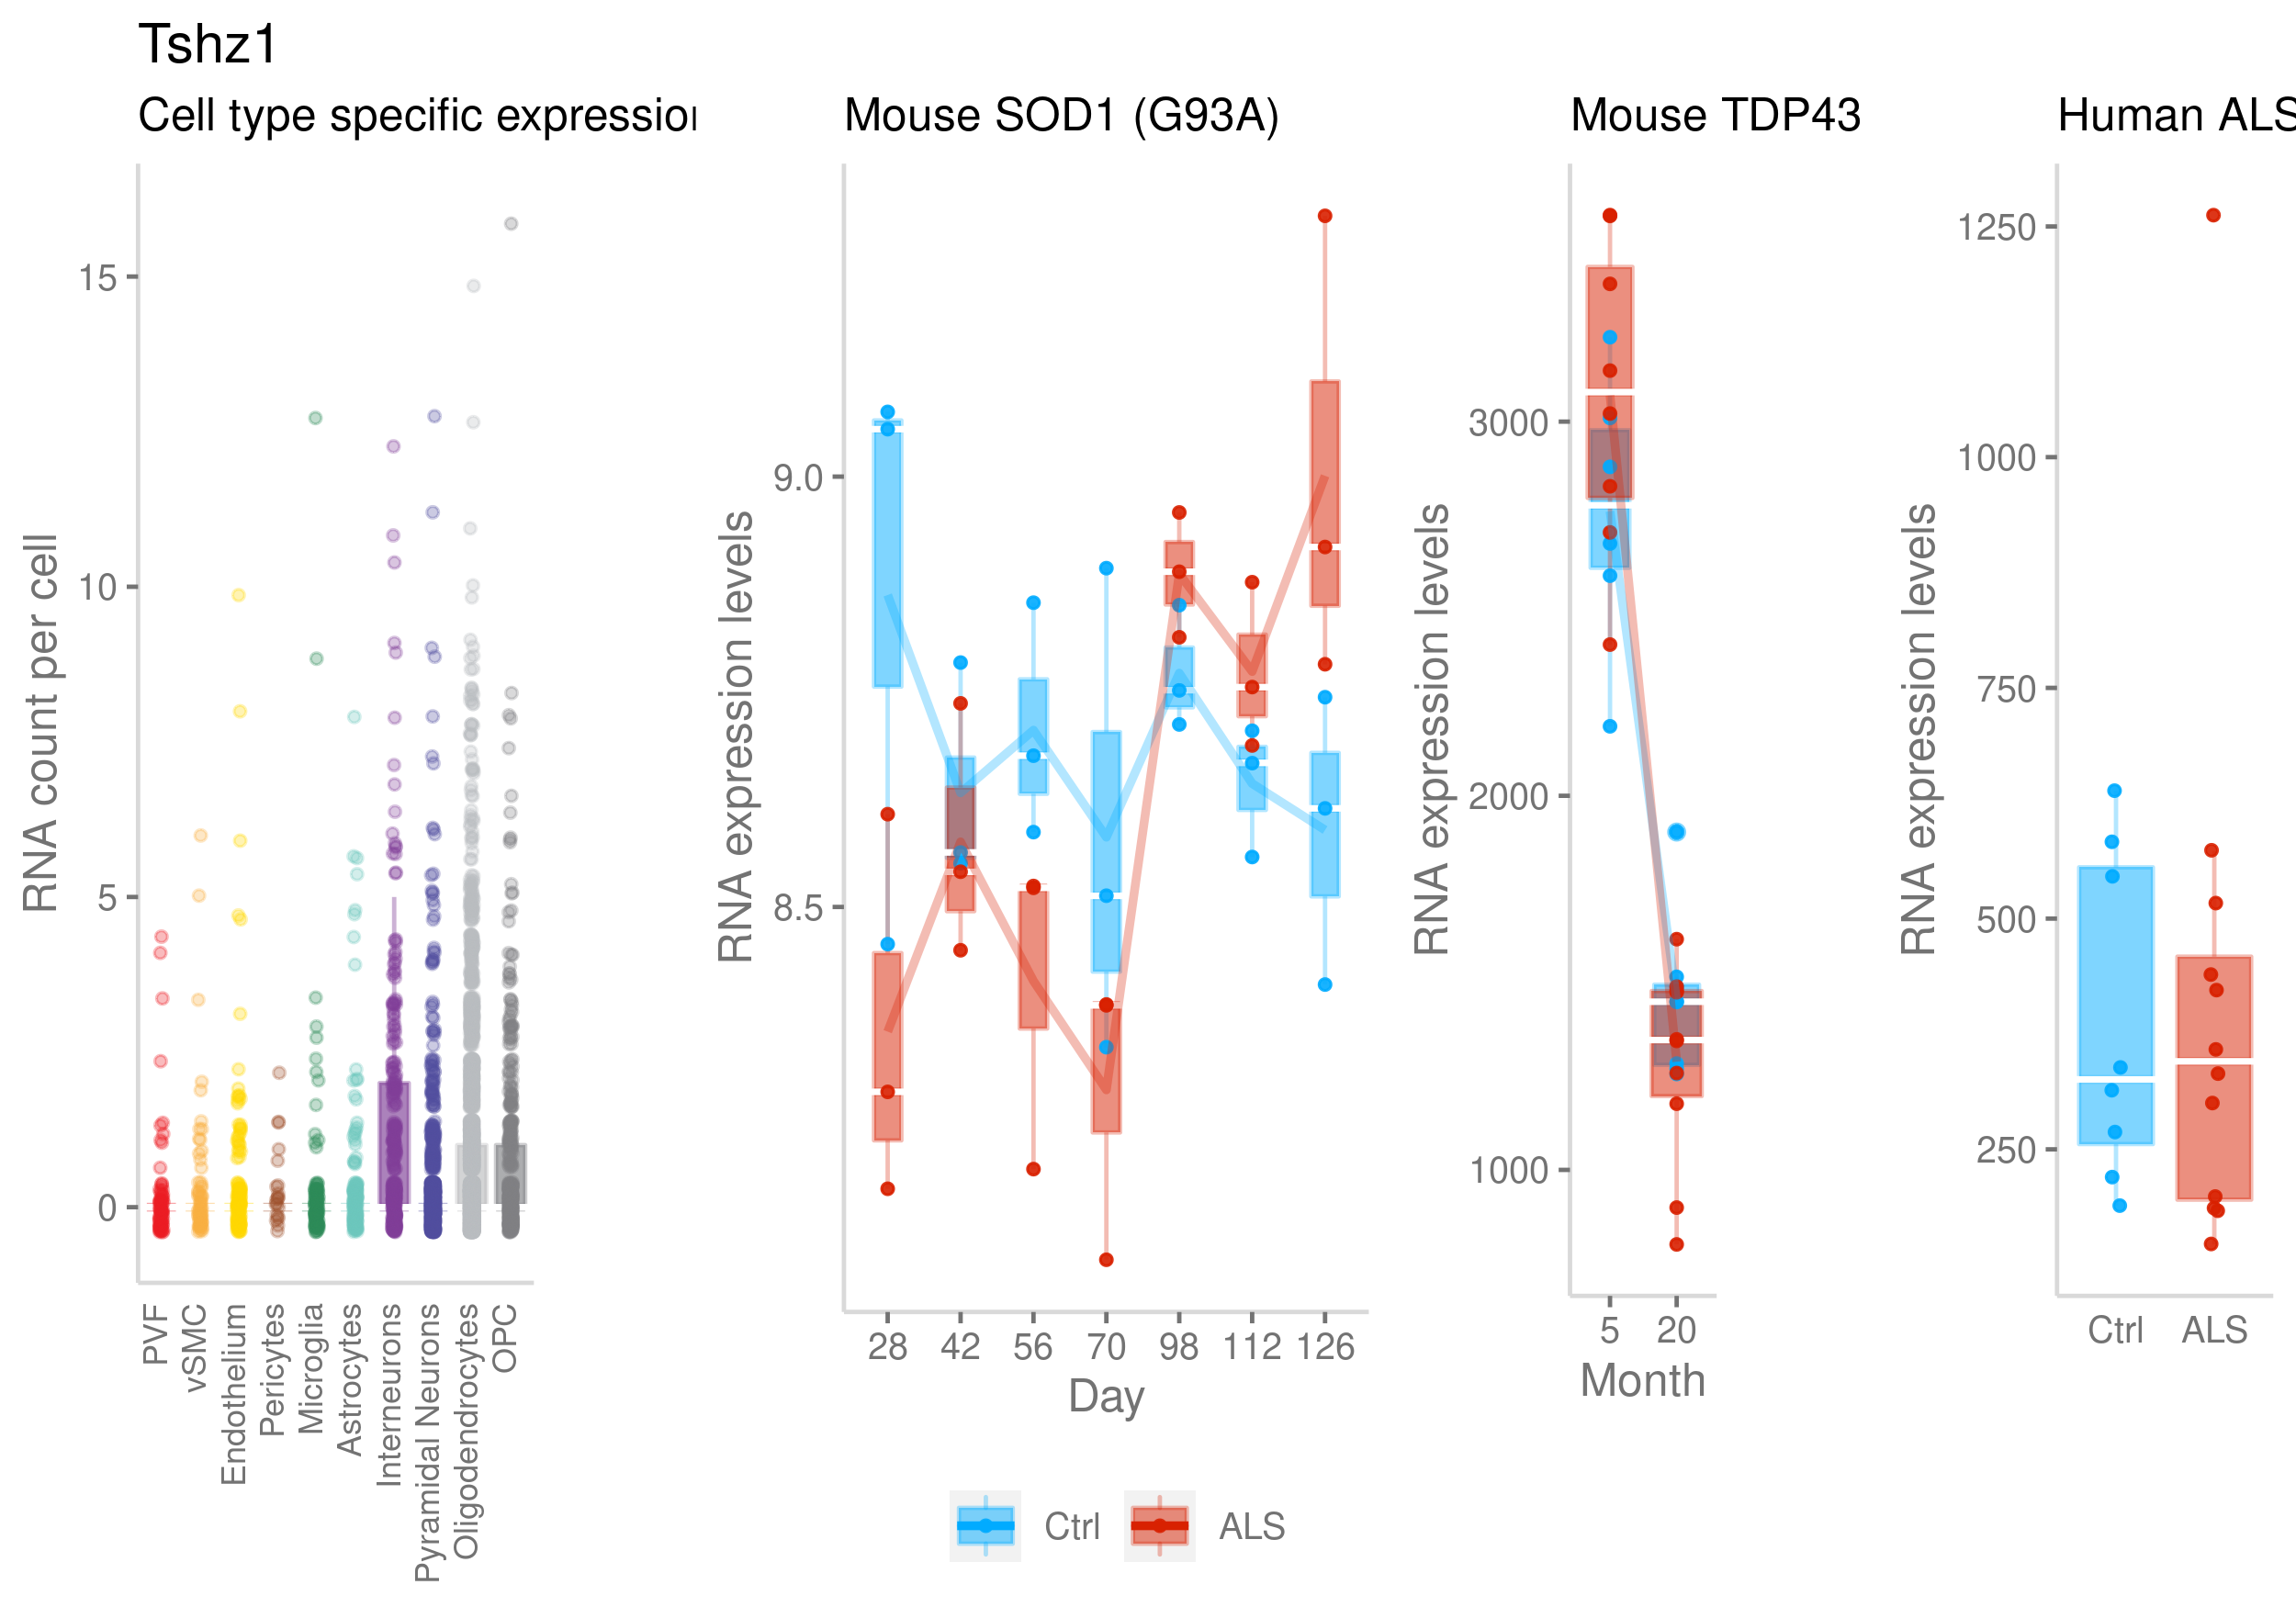 Tshz1
Cell type specific expression
RNA count per cell
15
10
5
0
PVF
vSMC
Endothelium
Pericytes
Microglia
Astrocytes
Interneurons
Pyramidal Neurons
Oligodendrocytes
OPC
Mouse SOD1 (G93A)
RNA expression levels
9.0
8.5
28 42 56 70 98 112 126
Day
Mouse TDP43
RNA expression levels
3000
2000
1000
5 20
Month
Human ALS
RNA expression levels
1250
1000
750
500
250
Ctrl ALS
Ctrl ALS